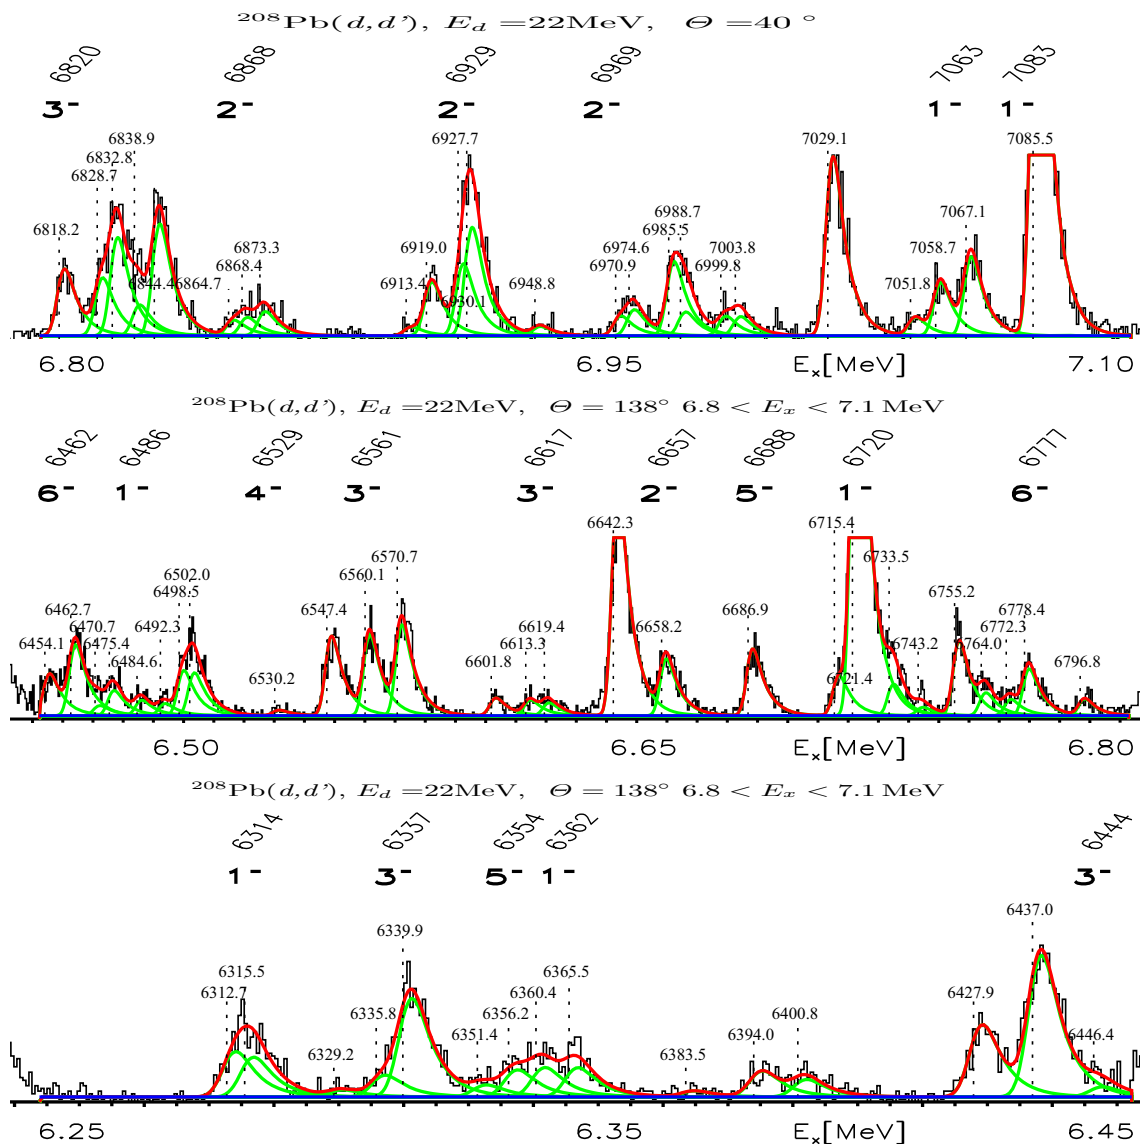 ²⁰⁸Pb(d,d’), E_d =22MeV, Θ =40 °
6820 6868 6929 6969 7063 7083
3⁻ 2⁻ 2⁻ 2⁻ 1⁻ 1⁻
6838.9 6927.7 7029.1 7085.5
6832.8
6828.7
6988.7 7067.1
6818.2 6985.5
6873.3 6919.0 6974.6 7003.8 7058.7
6868.4 6970.9 6999.8
6844.4 6864.7 6913.4 6948.8 7051.8
6930.1
6.80 6.95 Eₓ[MeV] 7.10
²⁰⁸Pb(d,d’), E_d =22MeV, Θ = 138° 6.8 < Eₓ < 7.1 MeV
6462 6486 6529 6561 6617 6657 6688 6720 6777
6⁻ 1⁻ 4⁻ 3⁻ 3⁻ 2⁻ 5⁻ 1⁻ 6⁻
6642.3 6715.4
6570.7 6733.5
6502.0 6560.1
6498.5 6755.2
6462.7 6547.4 6686.9 6778.4
6470.7 6492.3 6619.4 6658.2 6772.3
6454.1 6475.4 6613.3 6743.2 6764.0
6484.6 6601.8 6796.8
6530.2 6721.4
6.50 6.65 Eₓ[MeV] 6.80
²⁰⁸Pb(d,d’), E_d =22MeV, Θ = 138° 6.8 < Eₓ < 7.1 MeV
6314 6337 6354 6362 6444
1⁻ 3⁻ 5⁻ 1⁻ 3⁻
6437.0
6339.9
6315.5 6365.5
6312.7 6360.4 6427.9
6335.8 6356.2 6400.8
6351.4 6394.0 6446.4
6329.2 6383.5
6.25 6.35 Eₓ[MeV] 6.45